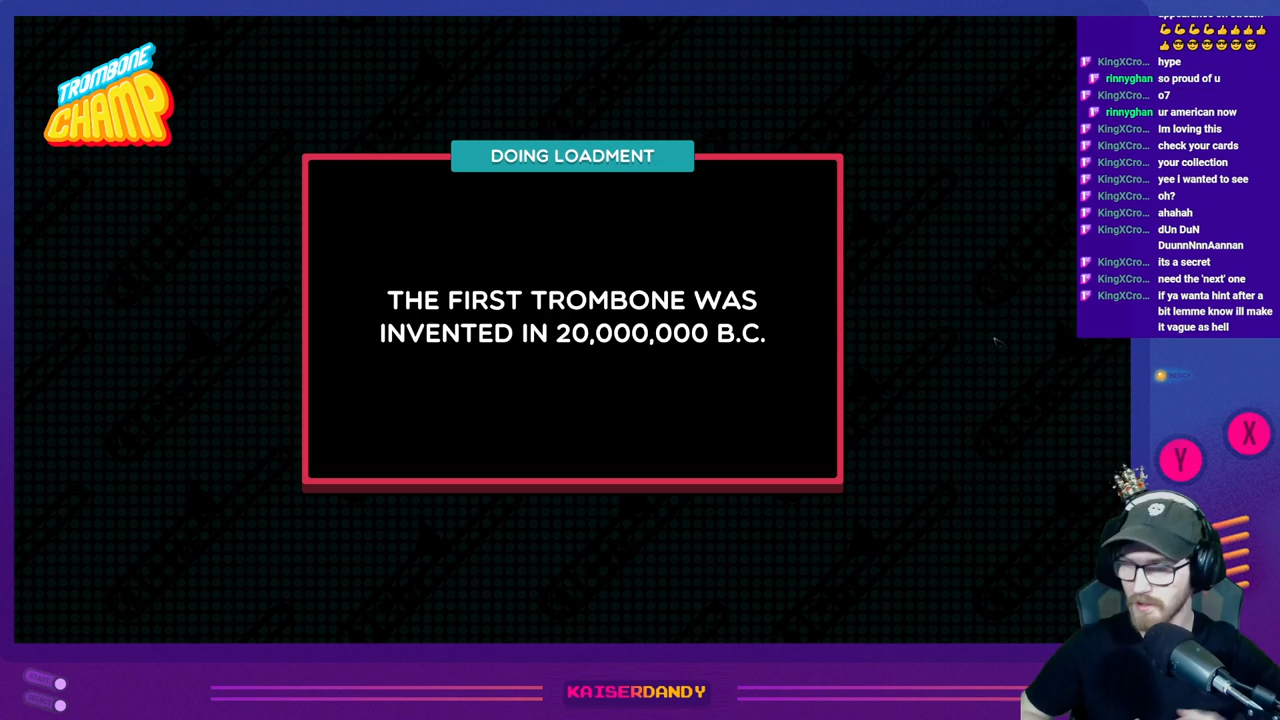 TROMBONE
CHAMP
DOING LOADMENT
THE FIRST TROMBONE WAS
INVENTED IN 20,000,000 B.C.
KingXCro... hype
rinnyghan so proud of u
KingXCro... o7
rinnyghan ur american now
KingXCro... Im loving this
KingXCro... check your cards
KingXCro... your collection
KingXCro... yee i wanted to see
KingXCro... oh?
KingXCro... ahahah
KingXCro... dUn DuN
DuunnNnnAannan
KingXCro... its a secret
KingXCro... need the 'next' one
KingXCro... if ya wanta hint after a
bit lemme know ill make
it vague as hell
X
Y
KAISERDANDY